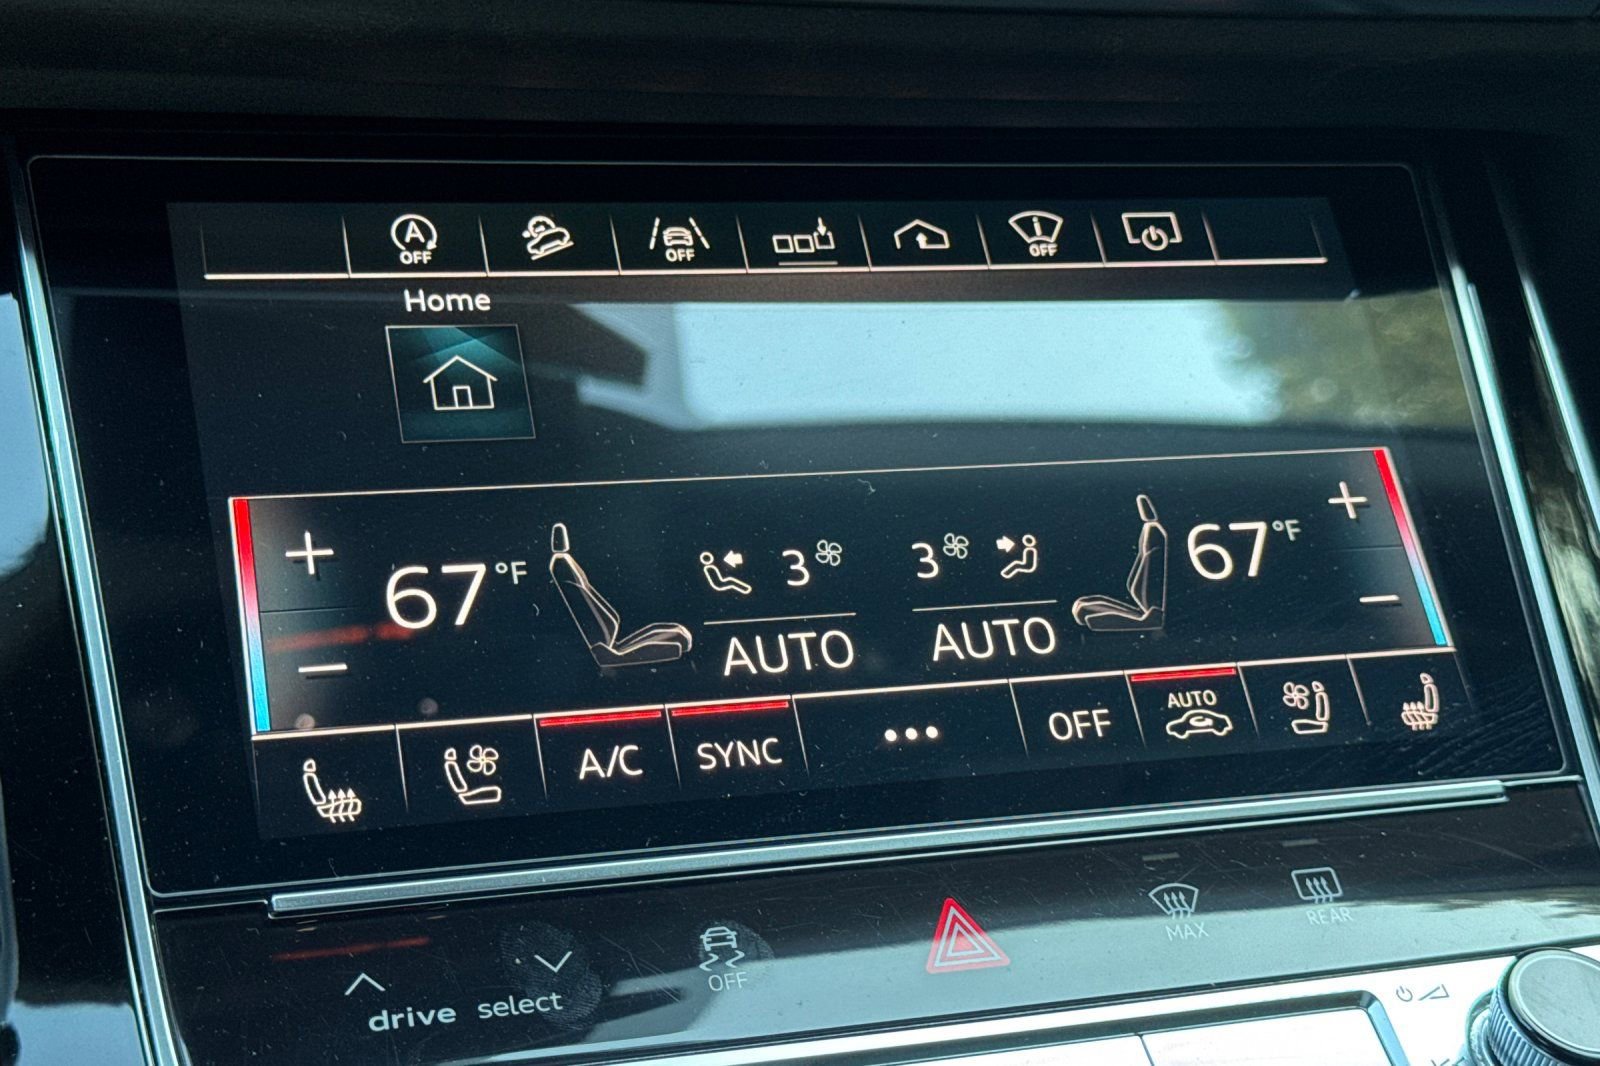 A OFF
OFF
i OFF
Home
67 °F
3
3
67 °F
AUTO
AUTO
A/C
SYNC
OFF
AUTO
OFF
MAX
REAR
drive select